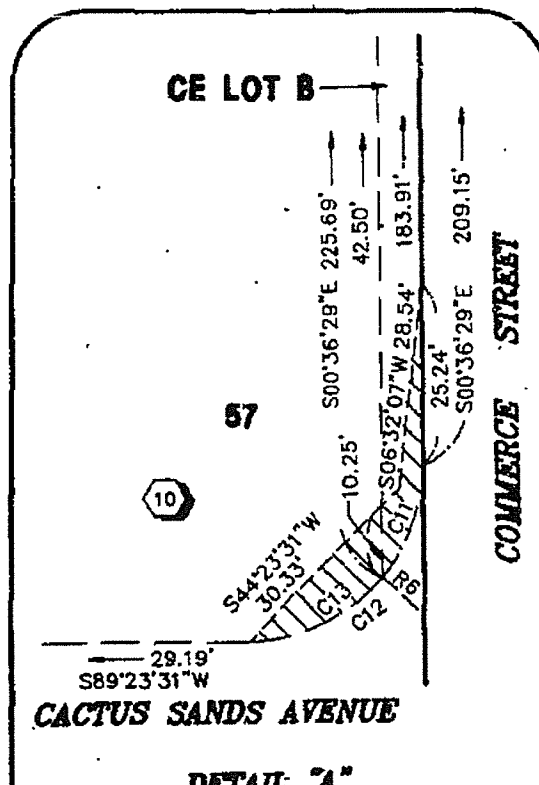 CE LOT B
S00°36'29"E 225.69'
42.50'
183.91'
209.15'
S00°36'29"E
25.24'
S06°32'07"W 28.54'
10.25'
COMMERCE STREET
57
10
S44°23'31"W
30.33'
C11
C13
C12
R6
29.19'
S89°23'31"W
CACTUS SANDS AVENUE
DETAIL "A"